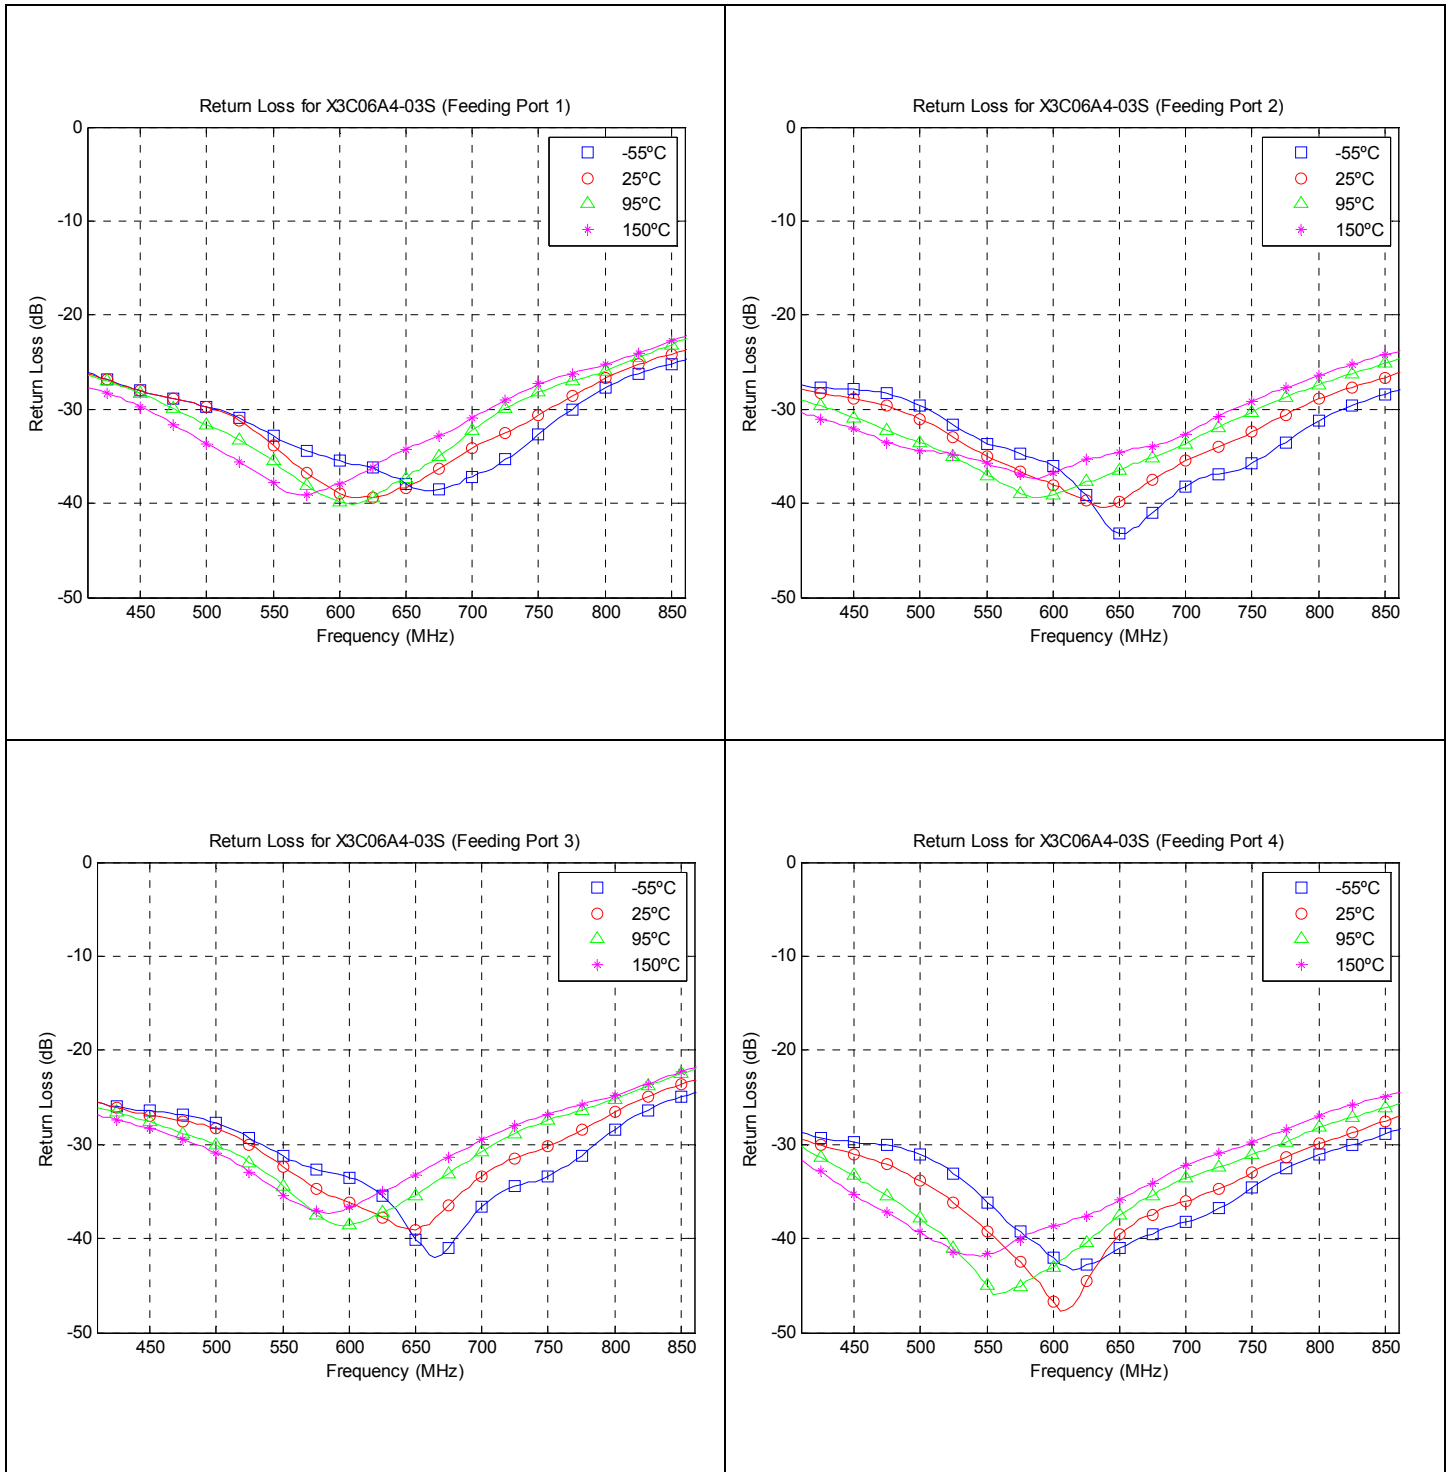 Return Loss for X3C06A4-03S (Feeding Port 1)
0
-10
-20
-30
-40
-50
Return Loss (dB)
-55ºC
25ºC
95ºC
150ºC
450 500 550 600 650 700 750 800 850
Frequency (MHz)
Return Loss for X3C06A4-03S (Feeding Port 2)
0
-10
-20
-30
-40
-50
Return Loss (dB)
-55ºC
25ºC
95ºC
150ºC
450 500 550 600 650 700 750 800 850
Frequency (MHz)
Return Loss for X3C06A4-03S (Feeding Port 3)
0
-10
-20
-30
-40
-50
Return Loss (dB)
-55ºC
25ºC
95ºC
150ºC
450 500 550 600 650 700 750 800 850
Frequency (MHz)
Return Loss for X3C06A4-03S (Feeding Port 4)
0
-10
-20
-30
-40
-50
Return Loss (dB)
-55ºC
25ºC
95ºC
150ºC
450 500 550 600 650 700 750 800 850
Frequency (MHz)